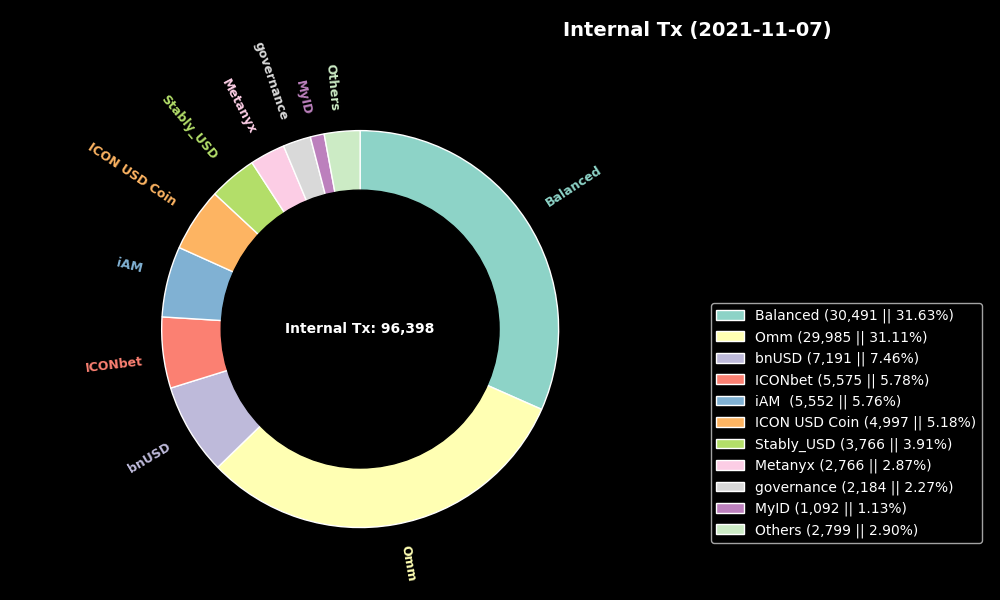 Internal Tx (2021-11-07)
Others
MyID
governance
Metanyx
Stably_USD
ICON USD Coin
iAM
ICONbet
bnUSD
Omm
Balanced
Internal Tx: 96,398
Balanced (30,491 || 31.63%)
Omm (29,985 || 31.11%)
bnUSD (7,191 || 7.46%)
ICONbet (5,575 || 5.78%)
iAM  (5,552 || 5.76%)
ICON USD Coin (4,997 || 5.18%)
Stably_USD (3,766 || 3.91%)
Metanyx (2,766 || 2.87%)
governance (2,184 || 2.27%)
MyID (1,092 || 1.13%)
Others (2,799 || 2.90%)